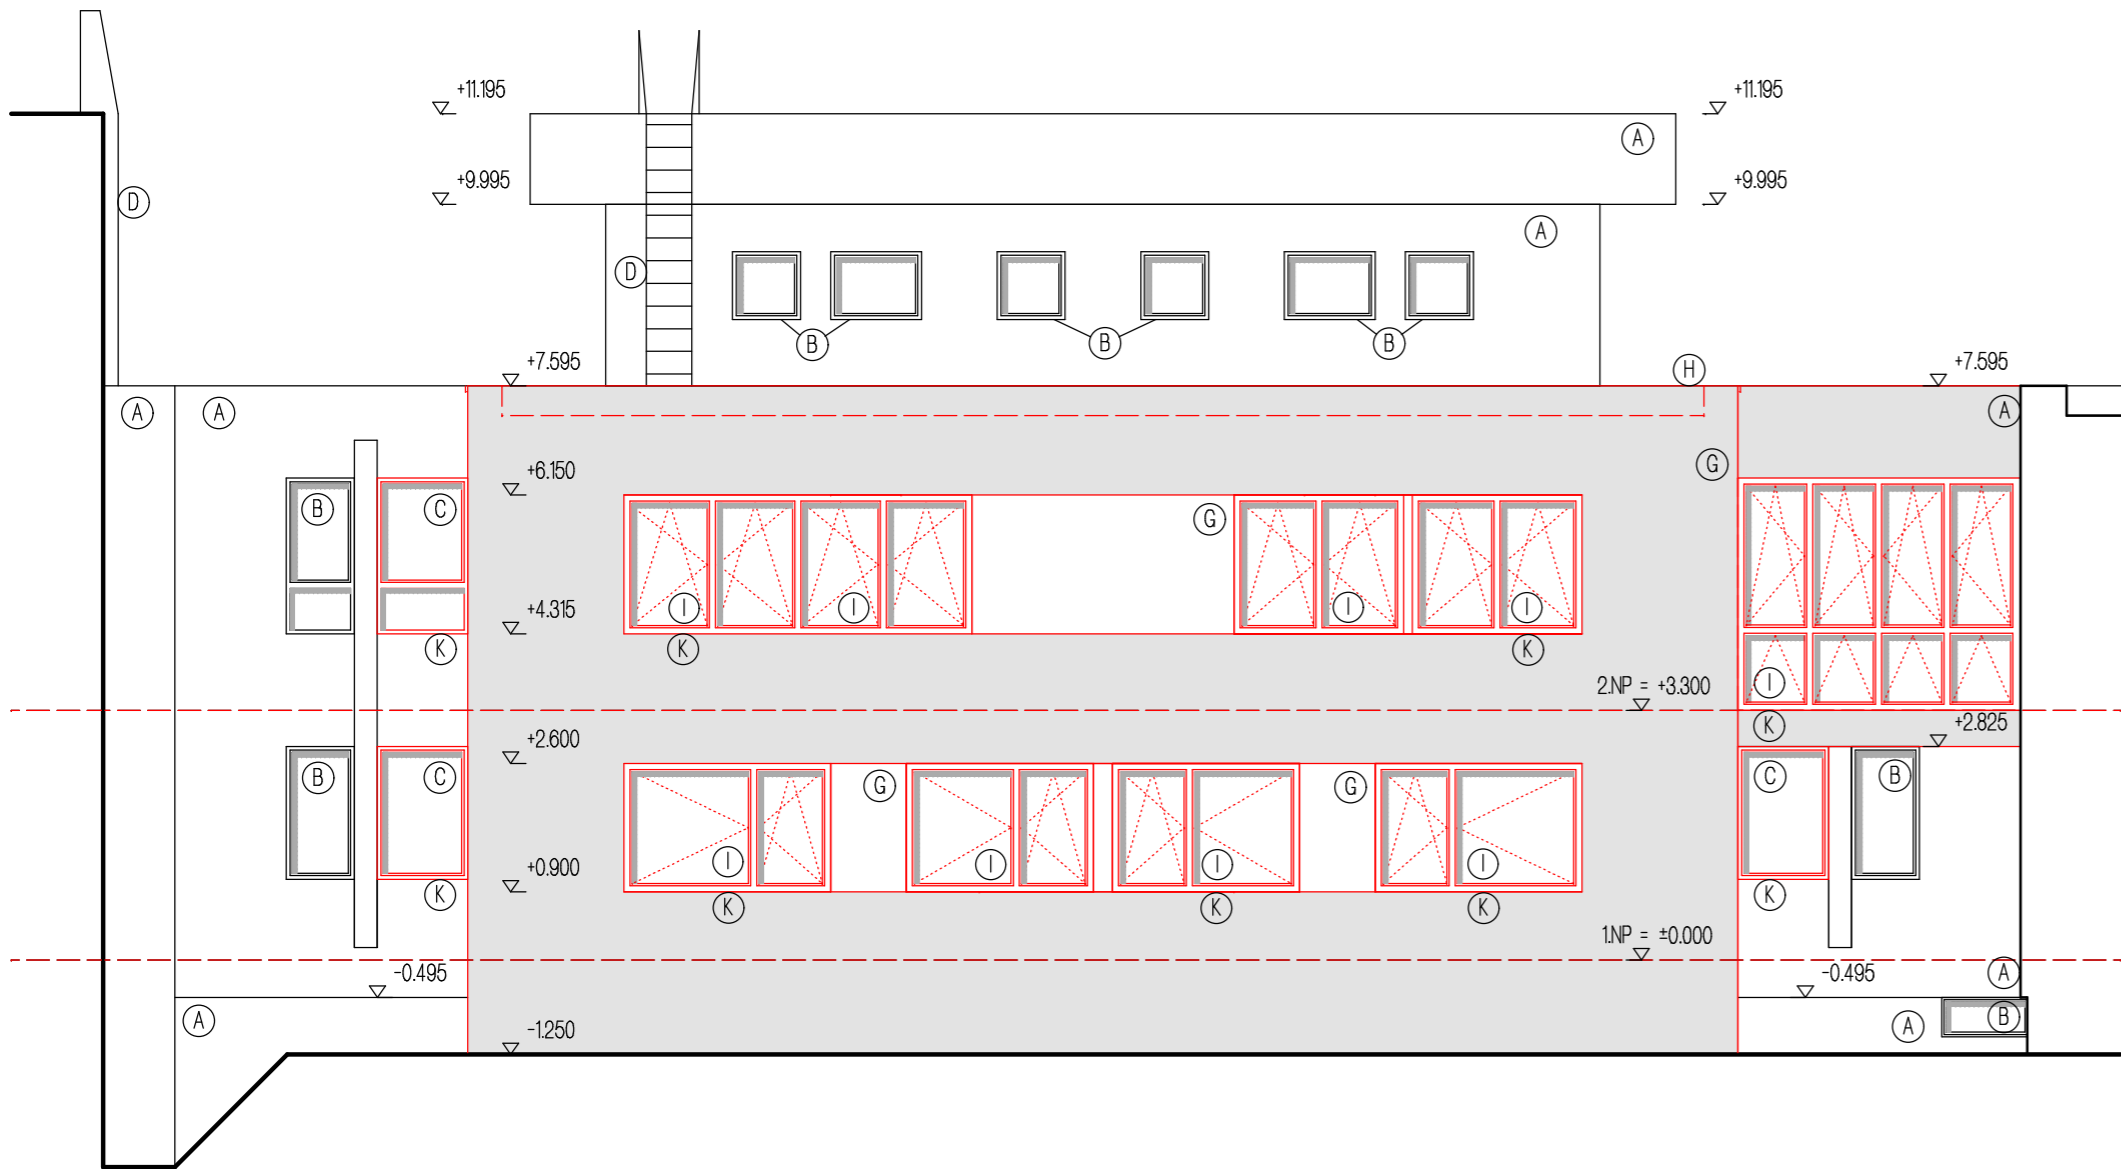 +11.195 +11.195
A
+9.995 +9.995
D
A
D
B B B
+7.595 H +7.595
A A A
+6.150 G
B C G
+4.315 I I I I
K K K
2.NP = +3.300 I
K +2.825
+2.600
B C G G C B
+0.900 I I I I
K K K K K
1.NP = ±0.000
-0.495 -0.495 A
A A B
-1.250